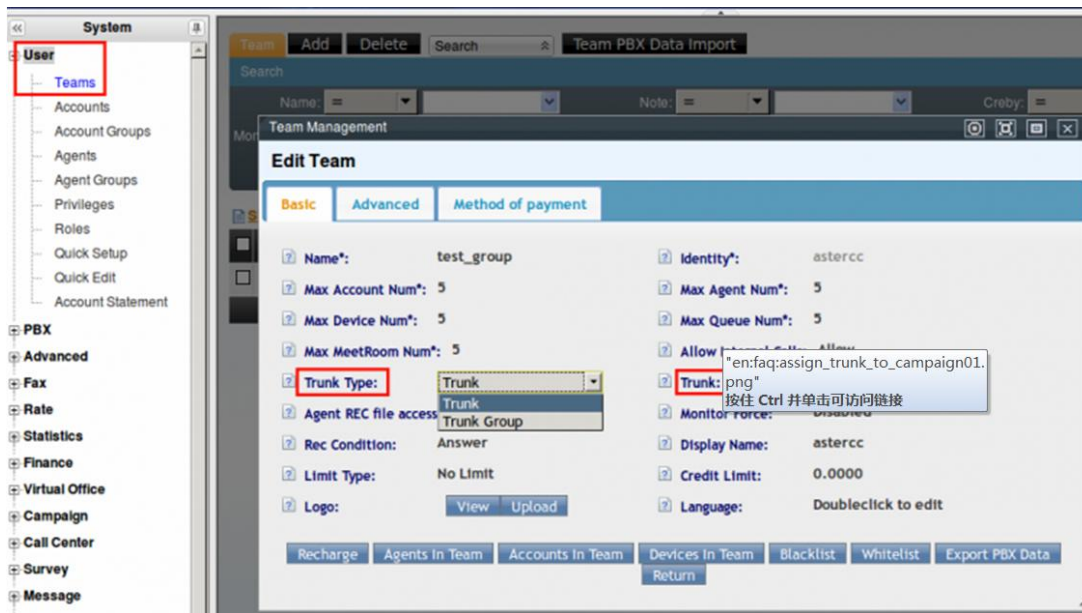 System
User
Teams
Accounts
Account Groups
Agents
Agent Groups
Privileges
Roles
Quick Setup
Quick Edit
Account Statement
PBX
Advanced
Fax
Rate
Statistics
Finance
Virtual Office
Campaign
Call Center
Survey
Message
Team Add Delete Search Team PBX Data Import
Search
Name: = Note: = Creby: =
Team Management
Edit Team
Basic Advanced Method of payment
Name*: test_group Identity*: astercc
Max Account Num*: 5 Max Agent Num*: 5
Max Device Num*: 5 Max Queue Num*: 5
Max MeetRoom Num*: 5
Trunk Type: Trunk Trunk:
Trunk
Trunk Group
"en:faq:assign_trunk_to_campaign01.
png"
按住 Ctrl 并单击可访问链接
Agent REC file access Monitor Force: Disabled
Rec Condition: Answer Display Name: astercc
Limit Type: No Limit Credit Limit: 0.0000
Logo: View Upload Language: Doubleclick to edit
Recharge Agents In Team Accounts In Team Devices In Team Blacklist Whitelist Export PBX Data
Return